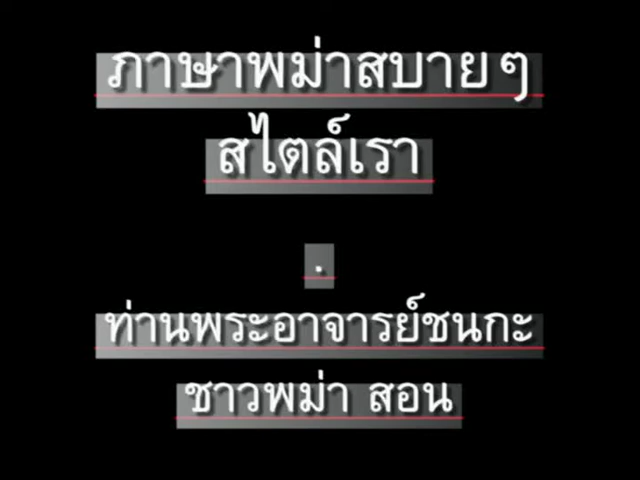 ภาษาพม่าสบายๆ
สไตล์เรา
.
ท่านพระอาจารย์ชนกะ
ชาวพม่า สอน